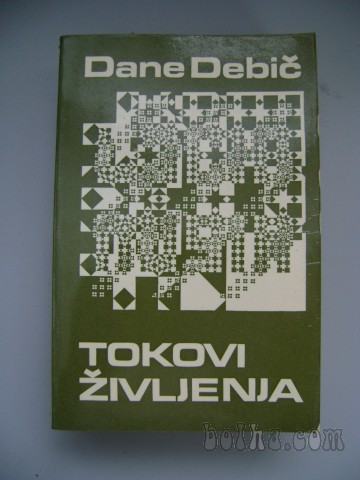 Dane Debič
TOKOVI
ŽIVLJENJA
bolha.com